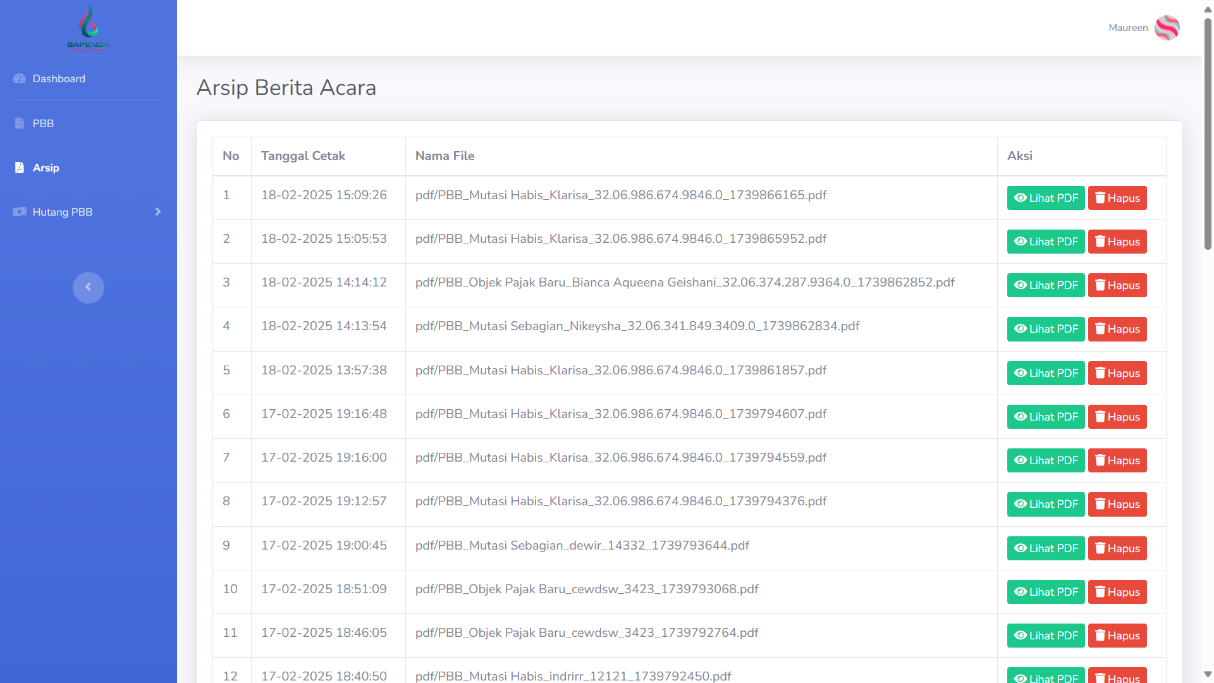 BAPENDA
Maureen
Dashboard
PBB
Arsip
Hutang PBB
Arsip Berita Acara
No Tanggal Cetak Nama File Aksi
1 18-02-2025 15:09:26 pdf/PBB_Mutasi Habis_Klarisa_32.06.986.674.9846.0_1739866165.pdf Lihat PDF Hapus
2 18-02-2025 15:05:53 pdf/PBB_Mutasi Habis_Klarisa_32.06.986.674.9846.0_1739865952.pdf Lihat PDF Hapus
3 18-02-2025 14:14:12 pdf/PBB_Objek Pajak Baru_Bianca Aqueena Geishani_32.06.374.287.9364.0_1739862852.pdf Lihat PDF Hapus
4 18-02-2025 14:13:54 pdf/PBB_Mutasi Sebagian_Nikeysha_32.06.341.849.3409.0_1739862834.pdf Lihat PDF Hapus
5 18-02-2025 13:57:38 pdf/PBB_Mutasi Habis_Klarisa_32.06.986.674.9846.0_1739861857.pdf Lihat PDF Hapus
6 17-02-2025 19:16:48 pdf/PBB_Mutasi Habis_Klarisa_32.06.986.674.9846.0_1739794607.pdf Lihat PDF Hapus
7 17-02-2025 19:16:00 pdf/PBB_Mutasi Habis_Klarisa_32.06.986.674.9846.0_1739794559.pdf Lihat PDF Hapus
8 17-02-2025 19:12:57 pdf/PBB_Mutasi Habis_Klarisa_32.06.986.674.9846.0_1739794376.pdf Lihat PDF Hapus
9 17-02-2025 19:00:45 pdf/PBB_Mutasi Sebagian_dewir_14332_1739793644.pdf Lihat PDF Hapus
10 17-02-2025 18:51:09 pdf/PBB_Objek Pajak Baru_cewdsw_3423_1739793068.pdf Lihat PDF Hapus
11 17-02-2025 18:46:05 pdf/PBB_Objek Pajak Baru_cewdsw_3423_1739792764.pdf Lihat PDF Hapus
12 17-02-2025 18:40:50 pdf/PBB_Mutasi Habis_indrirr_12121_1739792450.pdf Lihat PDF Hapus